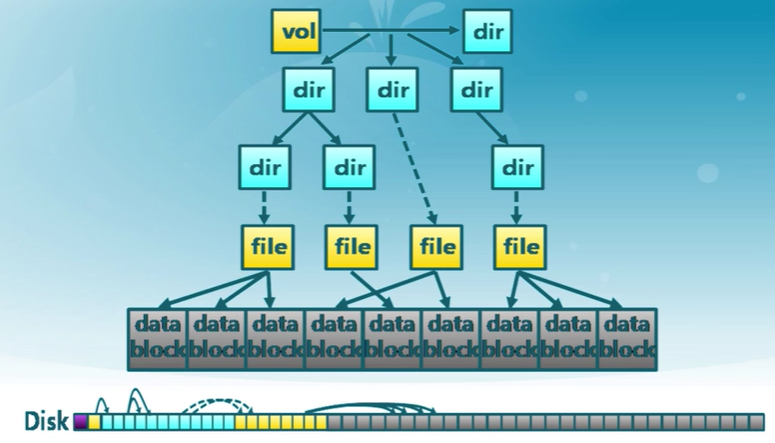 vol dir
dir dir dir
dir dir dir
file file file file
data data data data data data data data data
block block block block block block block block block
Disk